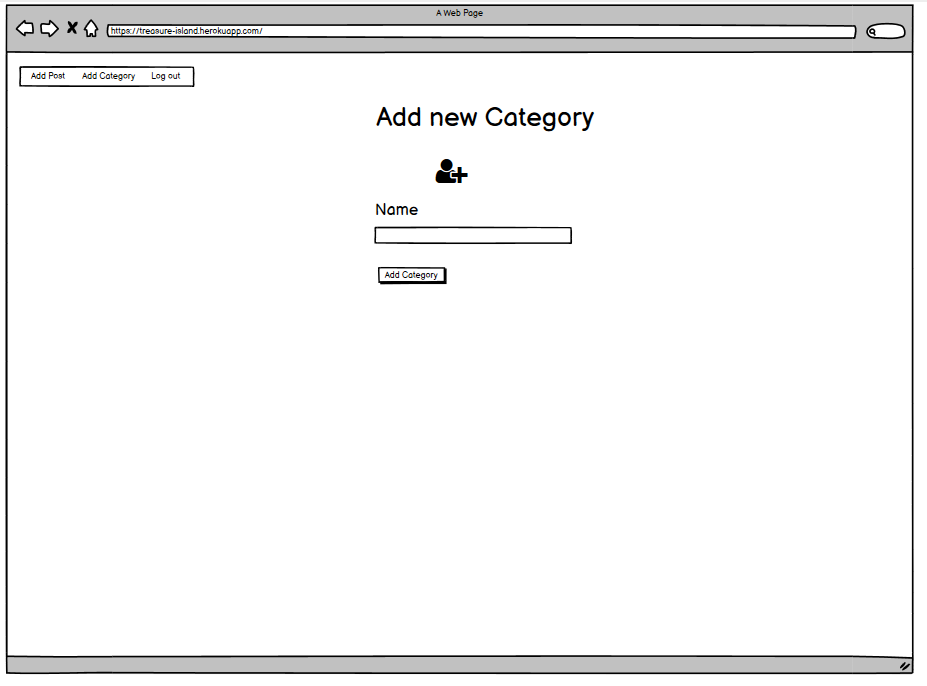 A Web Page
https://treasure-island.herokuapp.com/
Add Post Add Category Log out
Add new Category
Name
Add Category